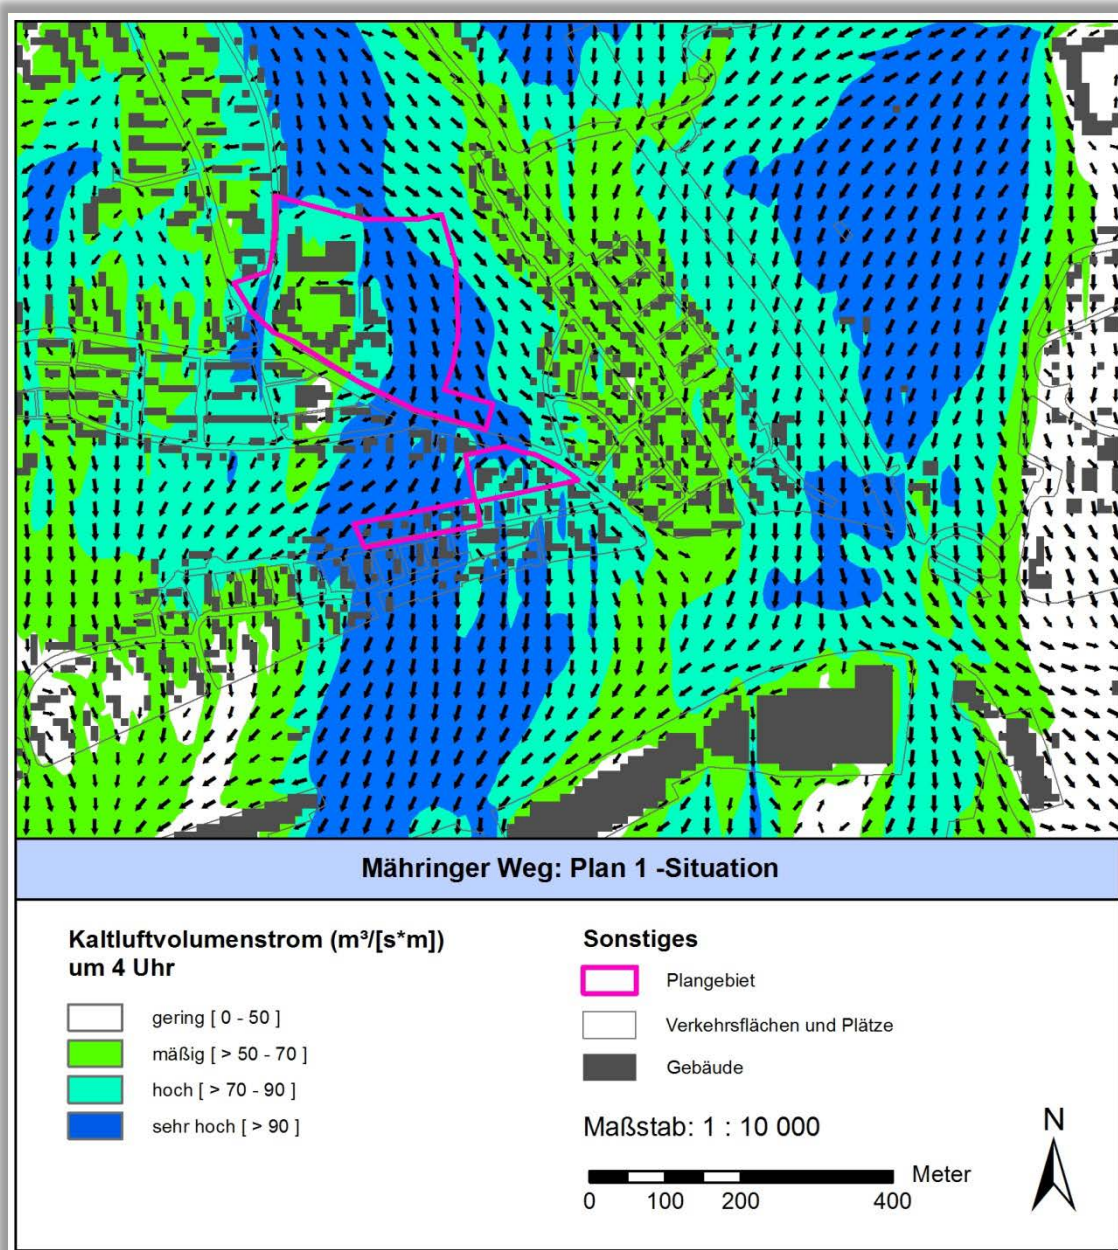 Mähringer Weg: Plan 1 -Situation
Kaltluftvolumenstrom (m³/[s*m])
um 4 Uhr
gering [ 0 - 50 ]
mäßig [ > 50 - 70 ]
hoch [ > 70 - 90 ]
sehr hoch [ > 90 ]
Sonstiges
Plangebiet
Verkehrsflächen und Plätze
Gebäude
Maßstab: 1 : 10 000
Meter
0 100 200 400
N